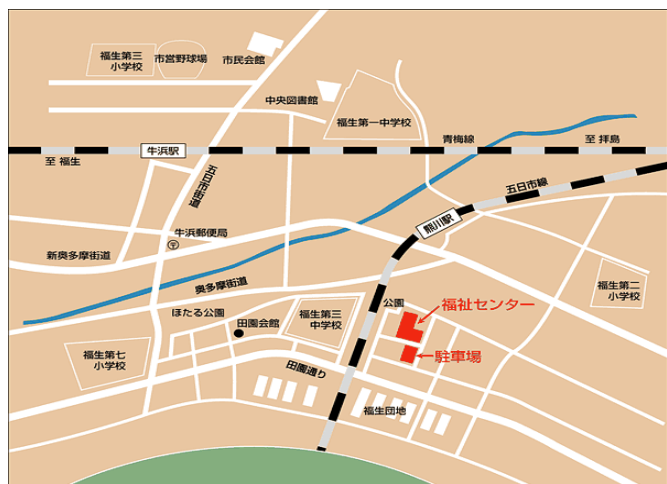 福生第三
小学校
市営野球場
市民会館
中央図書館
福生第一中学校
青梅線
至 拝島
至 福生
牛浜駅
五日市街道
五日市線
熊川駅
牛浜郵便局
新奥多摩街道
奥多摩街道
福生第二
小学校
ほたる公園
田園会館
福生第三
中学校
公園
福祉センター
駐車場
福生第七
小学校
田園通り
福生団地